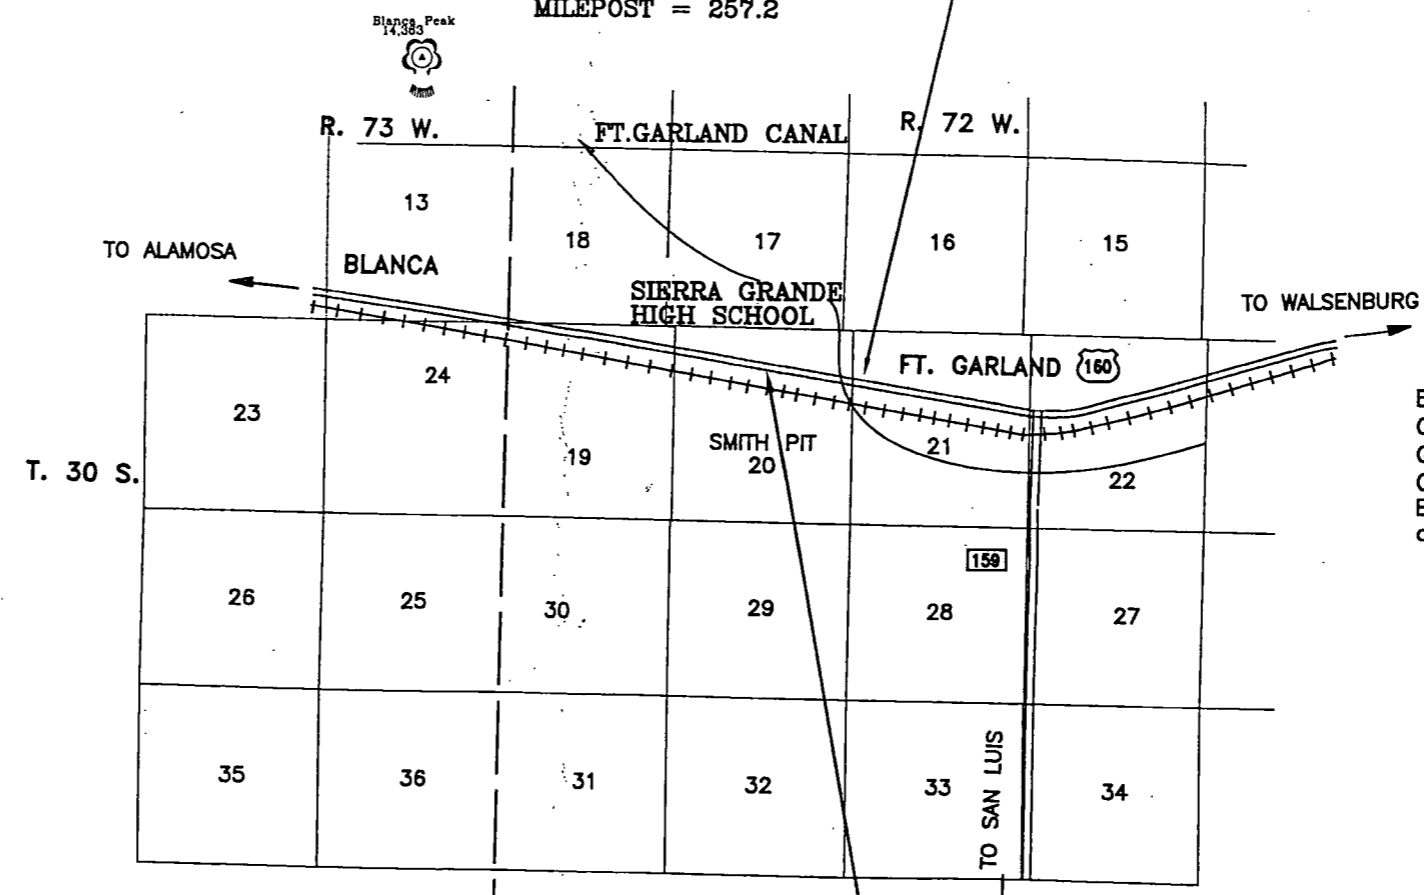 MILEPOST = 257.2
Blanca Peak
14,383
R. 73 W.
FT.GARLAND CANAL
R. 72 W.
13
18
17
16
15
TO ALAMOSA
BLANCA
SIERRA GRANDE
HIGH SCHOOL
TO WALSENBURG
FT. GARLAND
160
24
23
19
SMITH PIT
20
21
22
T. 30 S.
159
26
25
30
29
28
27
35
36
31
32
33
34
TO SAN LUIS